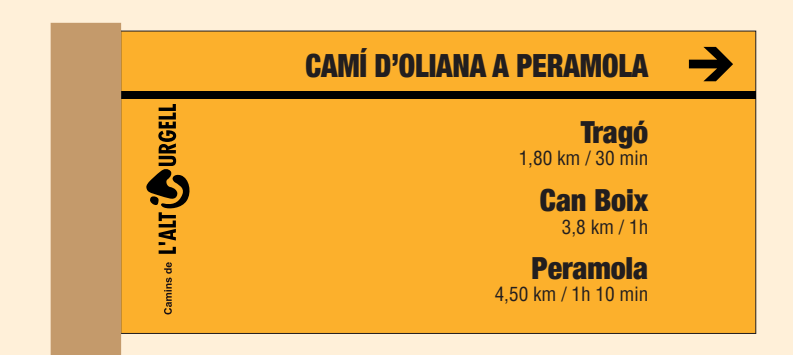 CAMÍ D'OLIANA A PERAMOLA
Tragó
1,80 km / 30 min
Can Boix
3,8 km / 1h
Peramola
4,50 km / 1h 10 min
Camins de L'ALT URGELL